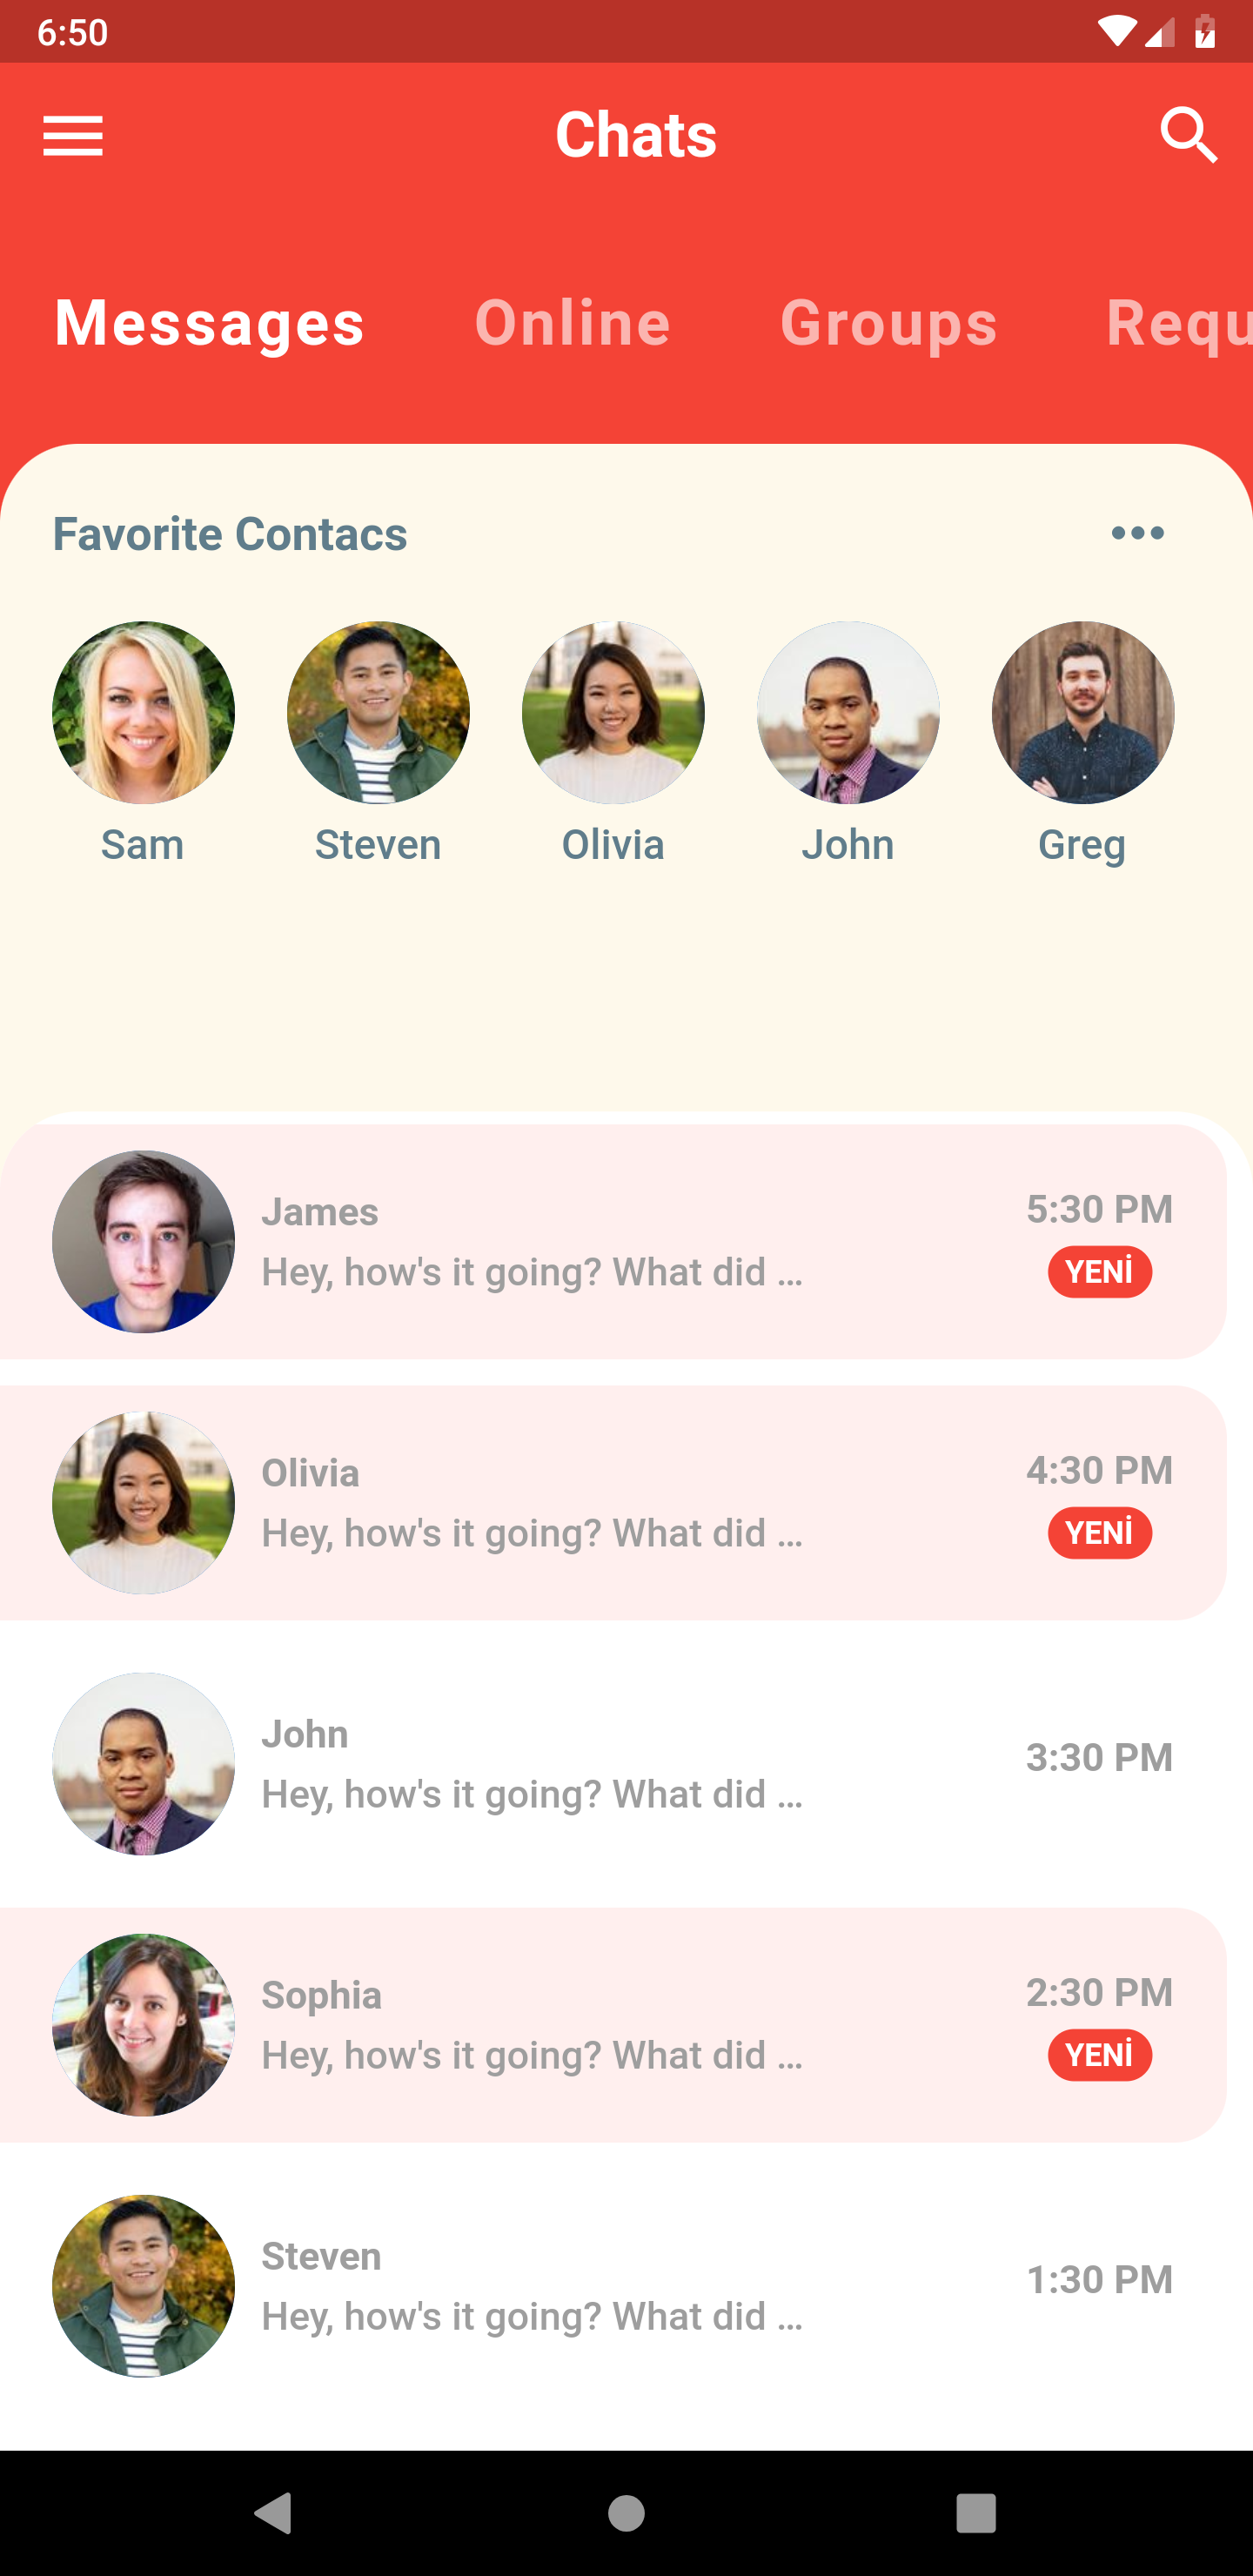 6:50
Chats
Messages Online Groups Requ
Favorite Contacs
Sam Steven Olivia John Greg
James 5:30 PM
Hey, how's it going? What did ... YENİ
Olivia 4:30 PM
Hey, how's it going? What did ... YENİ
John 3:30 PM
Hey, how's it going? What did ...
Sophia 2:30 PM
Hey, how's it going? What did ... YENİ
Steven 1:30 PM
Hey, how's it going? What did ...